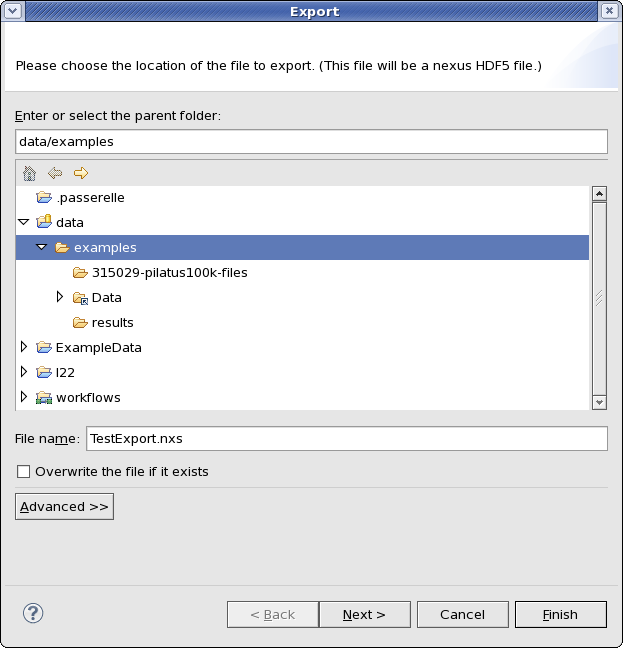 Export
Please choose the location of the file to export. (This file will be a nexus HDF5 file.)
Enter or select the parent folder:
data/examples
.passerelle
data
examples
315029-pilatus100k-files
Data
results
ExampleData
I22
workflows
File name: TestExport.nxs
Overwrite the file if it exists
Advanced >>
? < Back Next > Cancel Finish